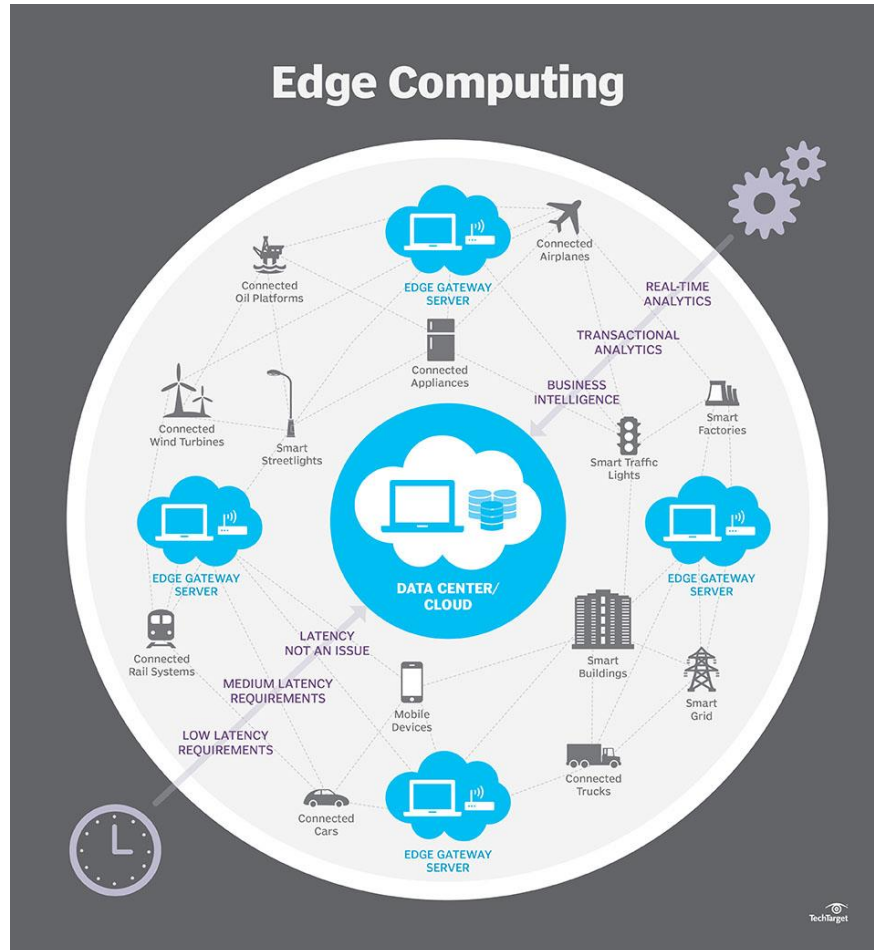 Edge Computing
EDGE GATEWAY
SERVER
Connected
Airplanes
Connected
Oil Platforms
REAL-TIME
ANALYTICS
TRANSACTIONAL
ANALYTICS
Connected
Appliances
BUSINESS
INTELLIGENCE
Connected
Wind Turbines
Smart
Streetlights
Smart
Factories
Smart Traffic
Lights
EDGE GATEWAY
SERVER
DATA CENTER/
CLOUD
EDGE GATEWAY
SERVER
Connected
Rail Systems
LATENCY
NOT AN ISSUE
MEDIUM LATENCY
REQUIREMENTS
LOW LATENCY
REQUIREMENTS
Mobile
Devices
Smart
Buildings
Smart
Grid
Connected
Cars
Connected
Trucks
EDGE GATEWAY
SERVER
TechTarget